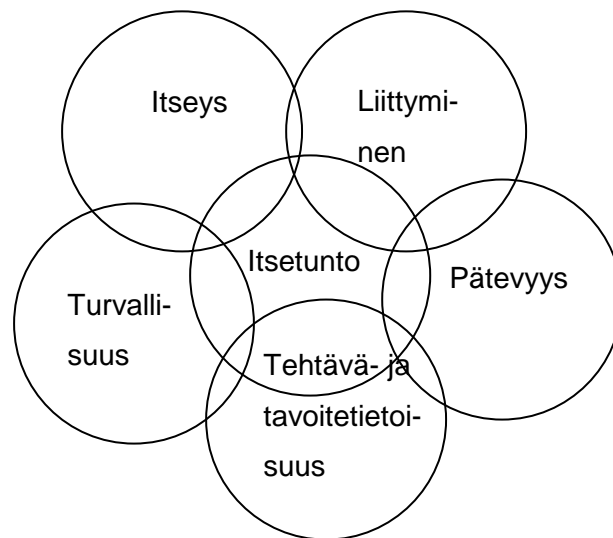 Itseys
Liittymi-
nen
Itsetunto
Pätevyys
Turvalli-
suus
Tehtävä- ja
tavoitetietoi-
suus